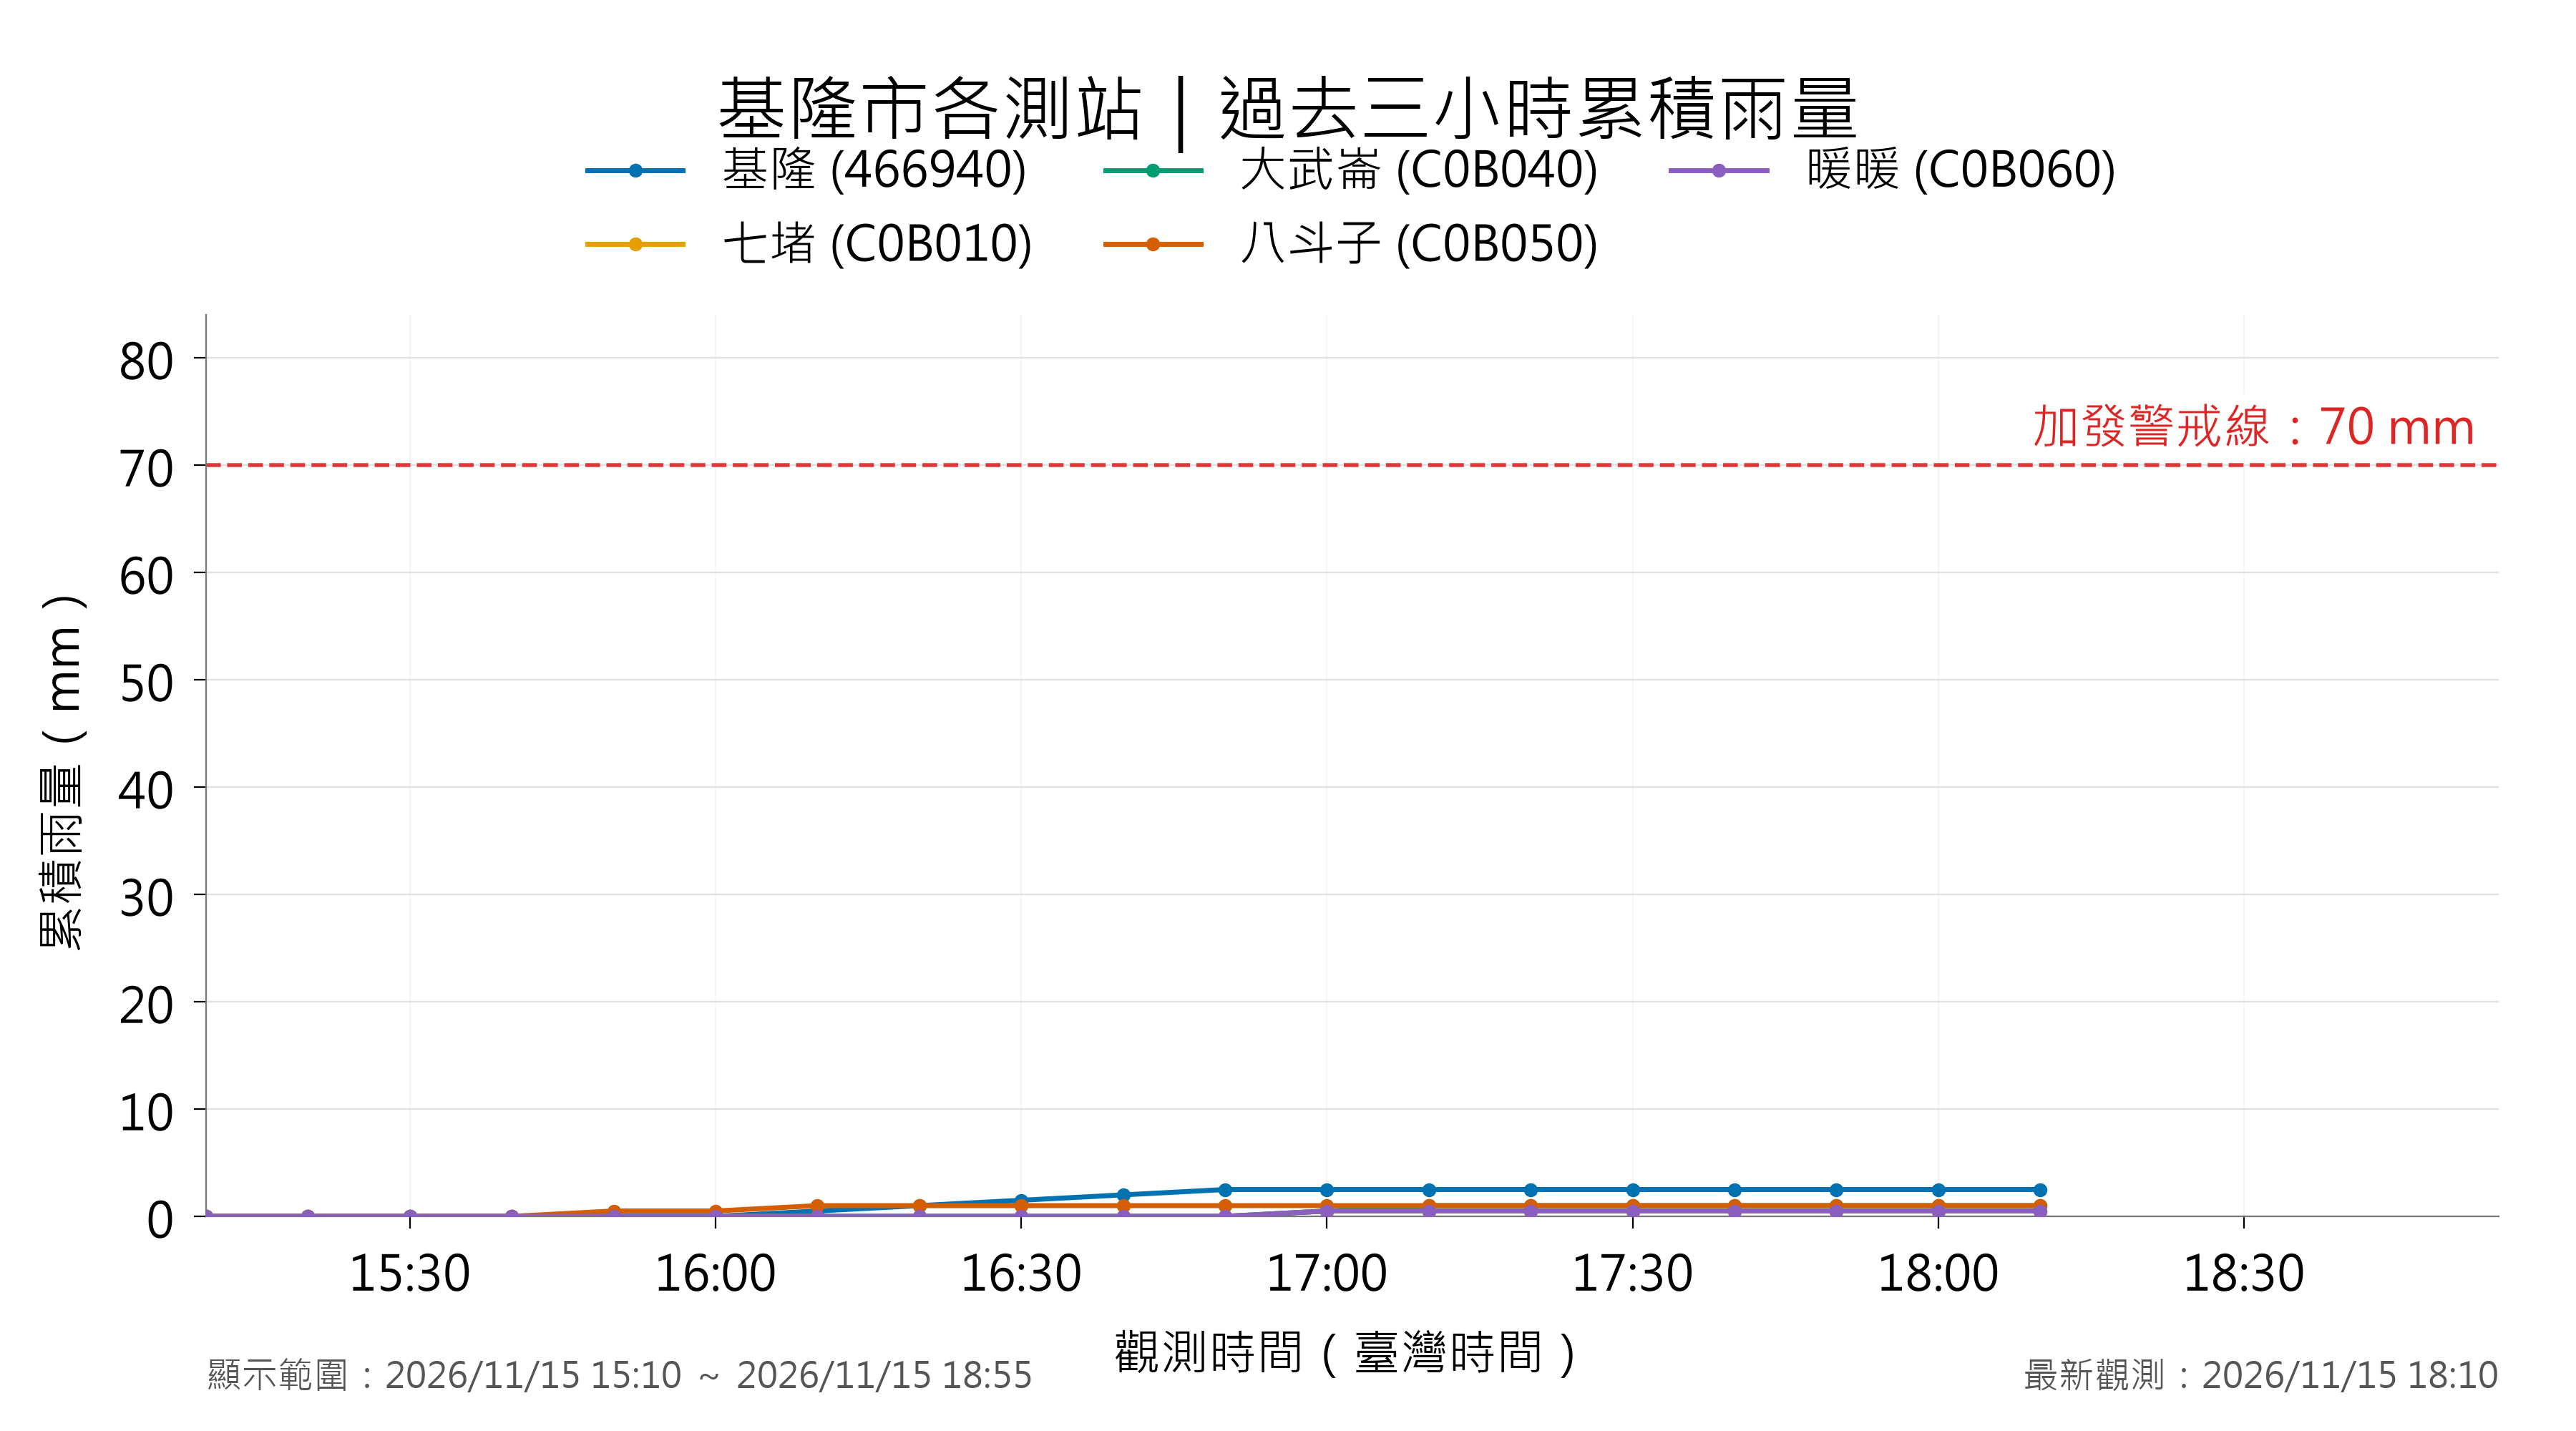 基隆市各測站｜過去三小時累積雨量
基隆 (466940)
大武崙 (C0B040)
暖暖 (C0B060)
七堵 (C0B010)
八斗子 (C0B050)
80
加發警戒線：70 mm
70
60
50
40
30
20
10
0
累積雨量（mm）
15:30
16:00
16:30
17:00
17:30
18:00
18:30
觀測時間（臺灣時間）
顯示範圍：2026/11/15 15:10 ~ 2026/11/15 18:55
最新觀測：2026/11/15 18:10